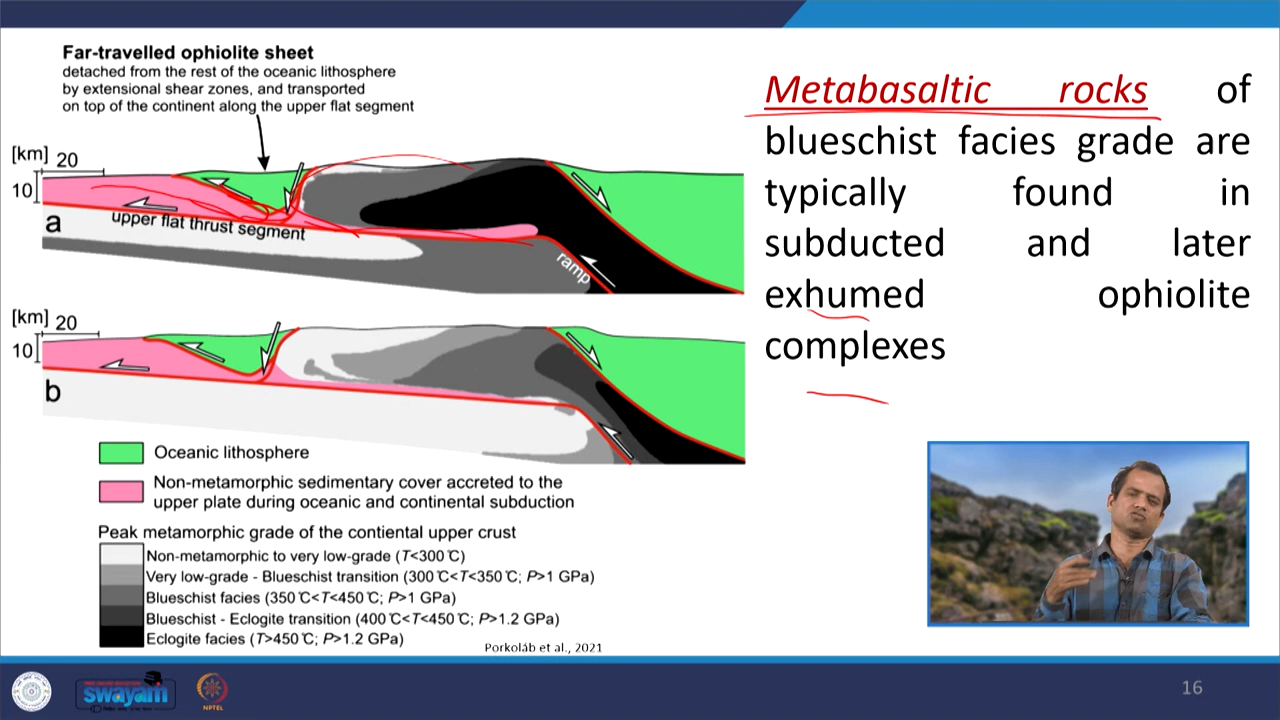 Far-travelled ophiolite sheet
detached from the rest of the oceanic lithosphere
by extensional shear zones, and transported
on top of the continent along the upper flat segment
[km] 20
10
a
upper flat thrust segment
ramp
[km] 20
10
b
Oceanic lithosphere
Non-metamorphic sedimentary cover accreted to the
upper plate during oceanic and continental subduction
Peak metamorphic grade of the contiental upper crust
Non-metamorphic to very low-grade (T<300℃)
Very low-grade - Blueschist transition (300℃<T<350℃; P>1 GPa)
Blueschist facies (350℃<T<450℃; P>1 GPa)
Blueschist - Eclogite transition (400℃<T<450℃; P>1.2 GPa)
Eclogite facies (T>450℃; P>1.2 GPa)
Porkoláb et al., 2021
Metabasaltic rocks of
blueschist facies grade are
typically found in
subducted and later
exhumed ophiolite
complexes
swayam
NPTEL
16